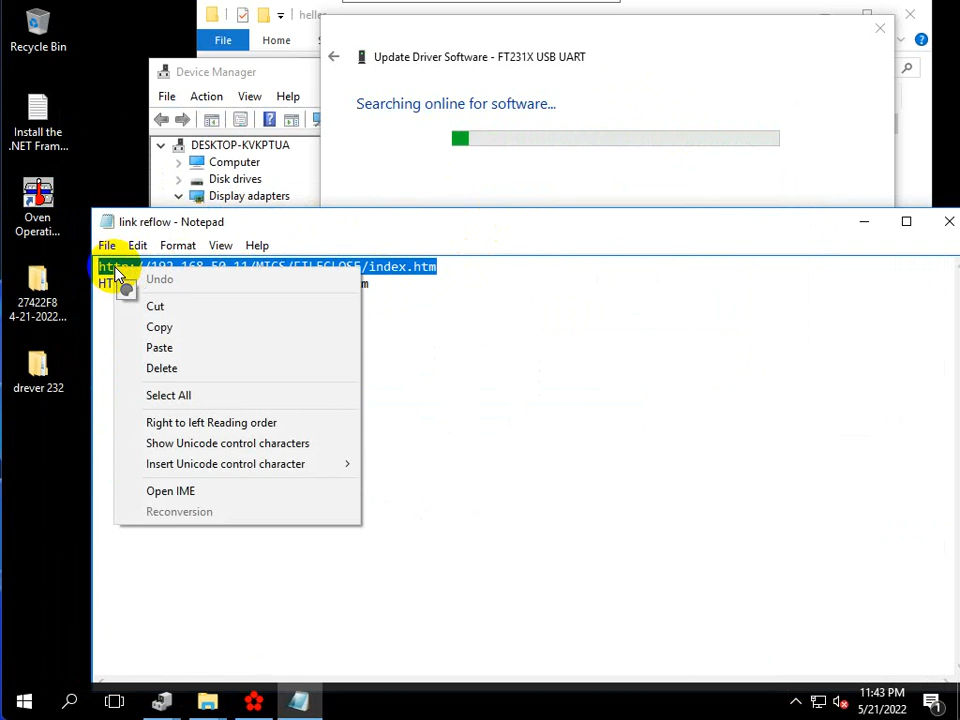 Recycle Bin
Install the
.NET Fram...
Oven
Operati...
27422F8
4-21-2022...
drever 232
File
Home
Device Manager
File Action View Help
DESKTOP-KVKPTUA
Computer
Disk drives
Display adapters
Update Driver Software - FT231X USB UART
Searching online for software...
link reflow - Notepad
File Edit Format View Help
http://192.168.50.11/MICS/FILECLOSE/index.htm
Undo
Cut
Copy
Paste
Delete
Select All
Right to left Reading order
Show Unicode control characters
Insert Unicode control character
Open IME
Reconversion
11:43 PM
5/21/2022
1